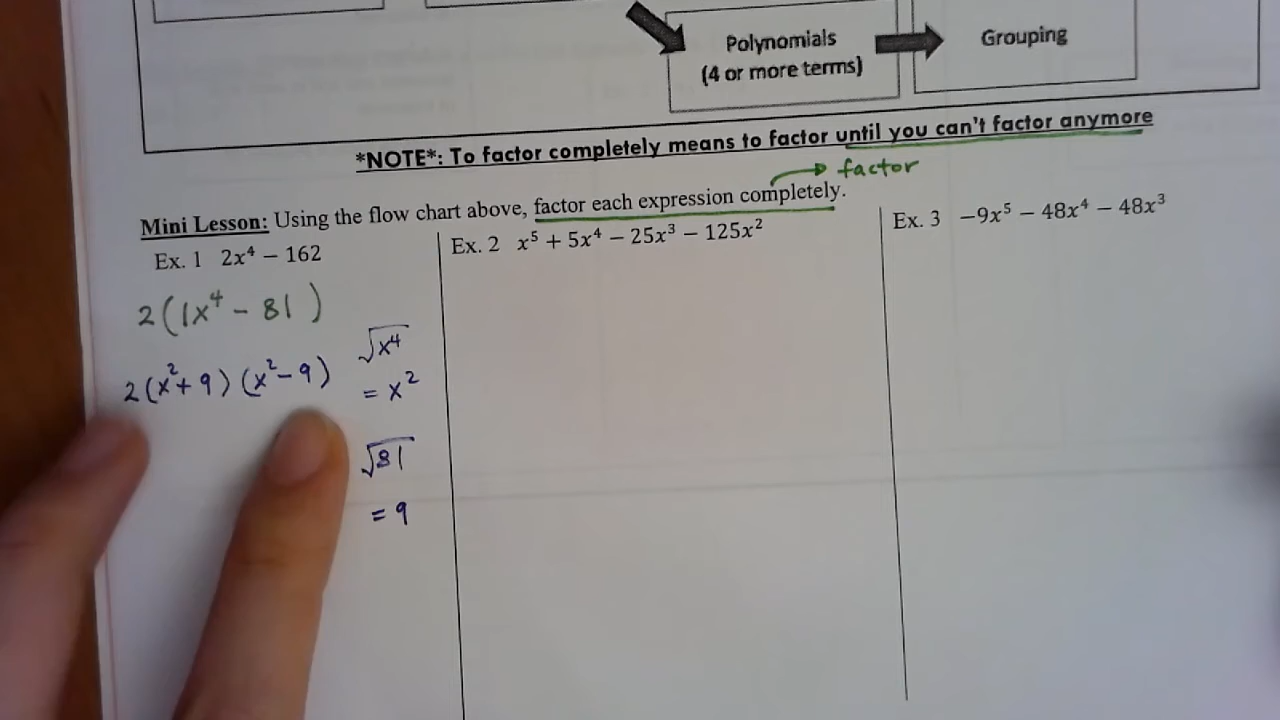 Polynomials
(4 or more terms)
Grouping
*NOTE*: To factor completely means to factor until you can't factor anymore
factor
Mini Lesson: Using the flow chart above, factor each expression completely.
Ex. 1 2x⁴ − 162
2(1x⁴ - 81)
2(x²+9)(x²-9)
√x⁴
= x²
√81
= 9
Ex. 2 x⁵ + 5x⁴ − 25x³ − 125x²
Ex. 3 −9x⁵ − 48x⁴ − 48x³